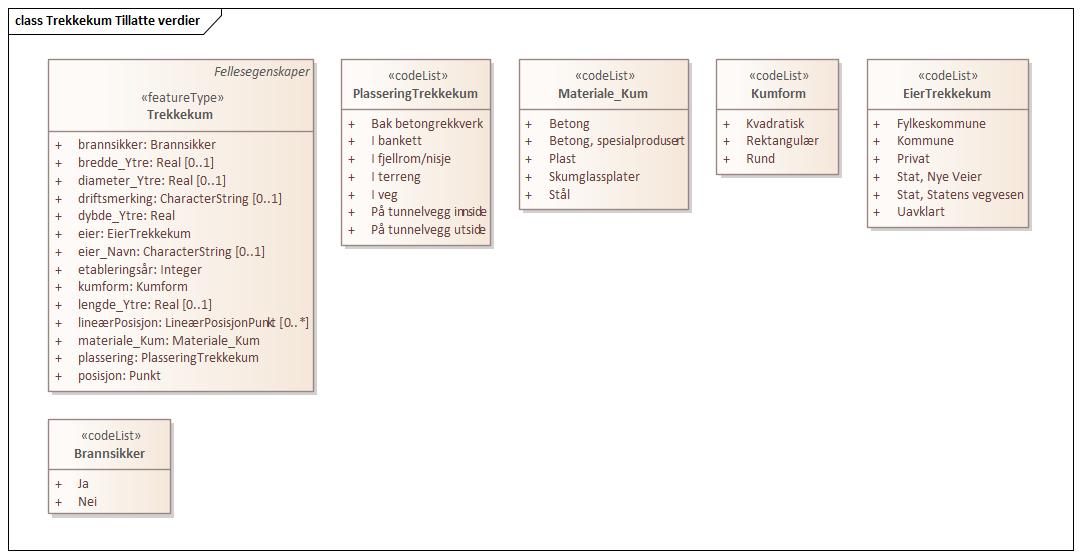 class Trekkekum Tillatte verdier
Fellesegenskaper
«featureType»
Trekkekum
+ brannsikker: Brannsikker
+ bredde_Ytre: Real [0..1]
+ diameter_Ytre: Real [0..1]
+ driftsmerking: CharacterString [0..1]
+ dybde_Ytre: Real
+ eier: EierTrekkekum
+ eier_Navn: CharacterString [0..1]
+ etableringsår: Integer
+ kumform: Kumform
+ lengde_Ytre: Real [0..1]
+ lineærPosisjon: LineærPosisjonPunkt [0..*]
+ materiale_Kum: Materiale_Kum
+ plassering: PlasseringTrekkekum
+ posisjon: Punkt
«codeList»
PlasseringTrekkekum
+ Bak betongrekkverk
+ I bankett
+ I fjellrom/nisje
+ I terreng
+ I veg
+ På tunnelvegg innside
+ På tunnelvegg utside
«codeList»
Materiale_Kum
+ Betong
+ Betong, spesialprodusert
+ Plast
+ Skumglassplater
+ Stål
«codeList»
Kumform
+ Kvadratisk
+ Rektangulær
+ Rund
«codeList»
EierTrekkekum
+ Fylkeskommune
+ Kommune
+ Privat
+ Stat, Nye Veier
+ Stat, Statens vegvesen
+ Uavklart
«codeList»
Brannsikker
+ Ja
+ Nei